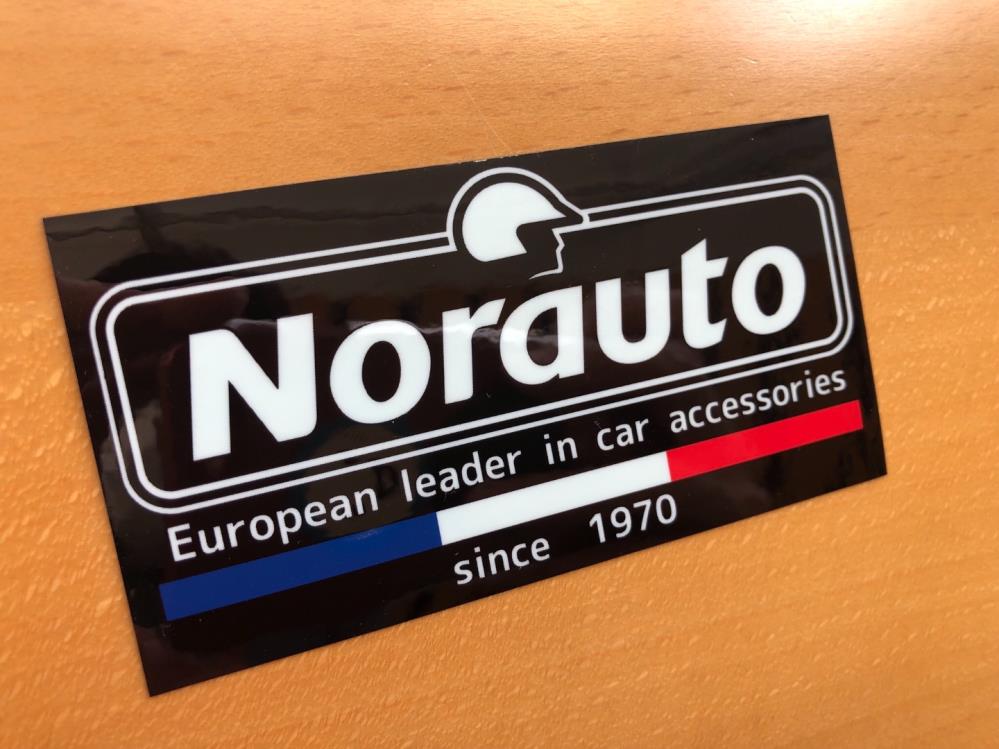 Norauto
European leader in car accessories
since 1970